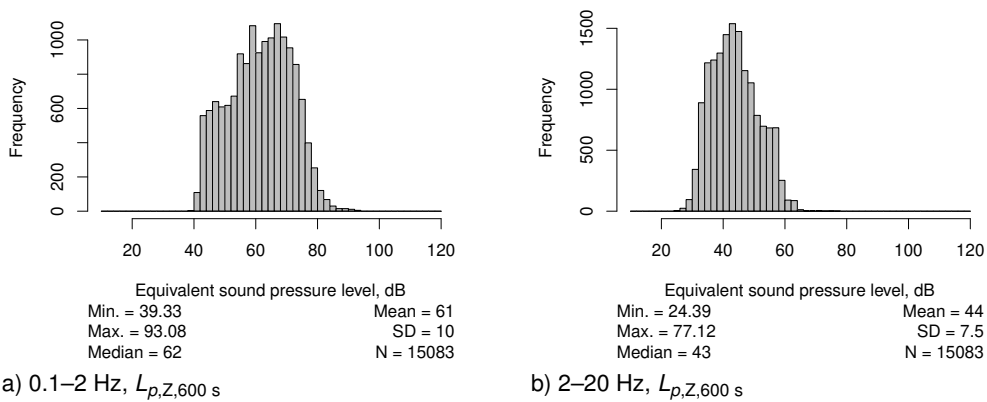 Frequency
0 200 600 1000
20 40 60 80 100 120
Equivalent sound pressure level, dB
Min. = 39.33 Mean = 61
Max. = 93.08 SD = 10
Median = 62 N = 15083
a) 0.1–2 Hz, Lp,Z,600 s
Frequency
0 500 1000 1500
20 40 60 80 100 120
Equivalent sound pressure level, dB
Min. = 24.39 Mean = 44
Max. = 77.12 SD = 7.5
Median = 43 N = 15083
b) 2–20 Hz, Lp,Z,600 s